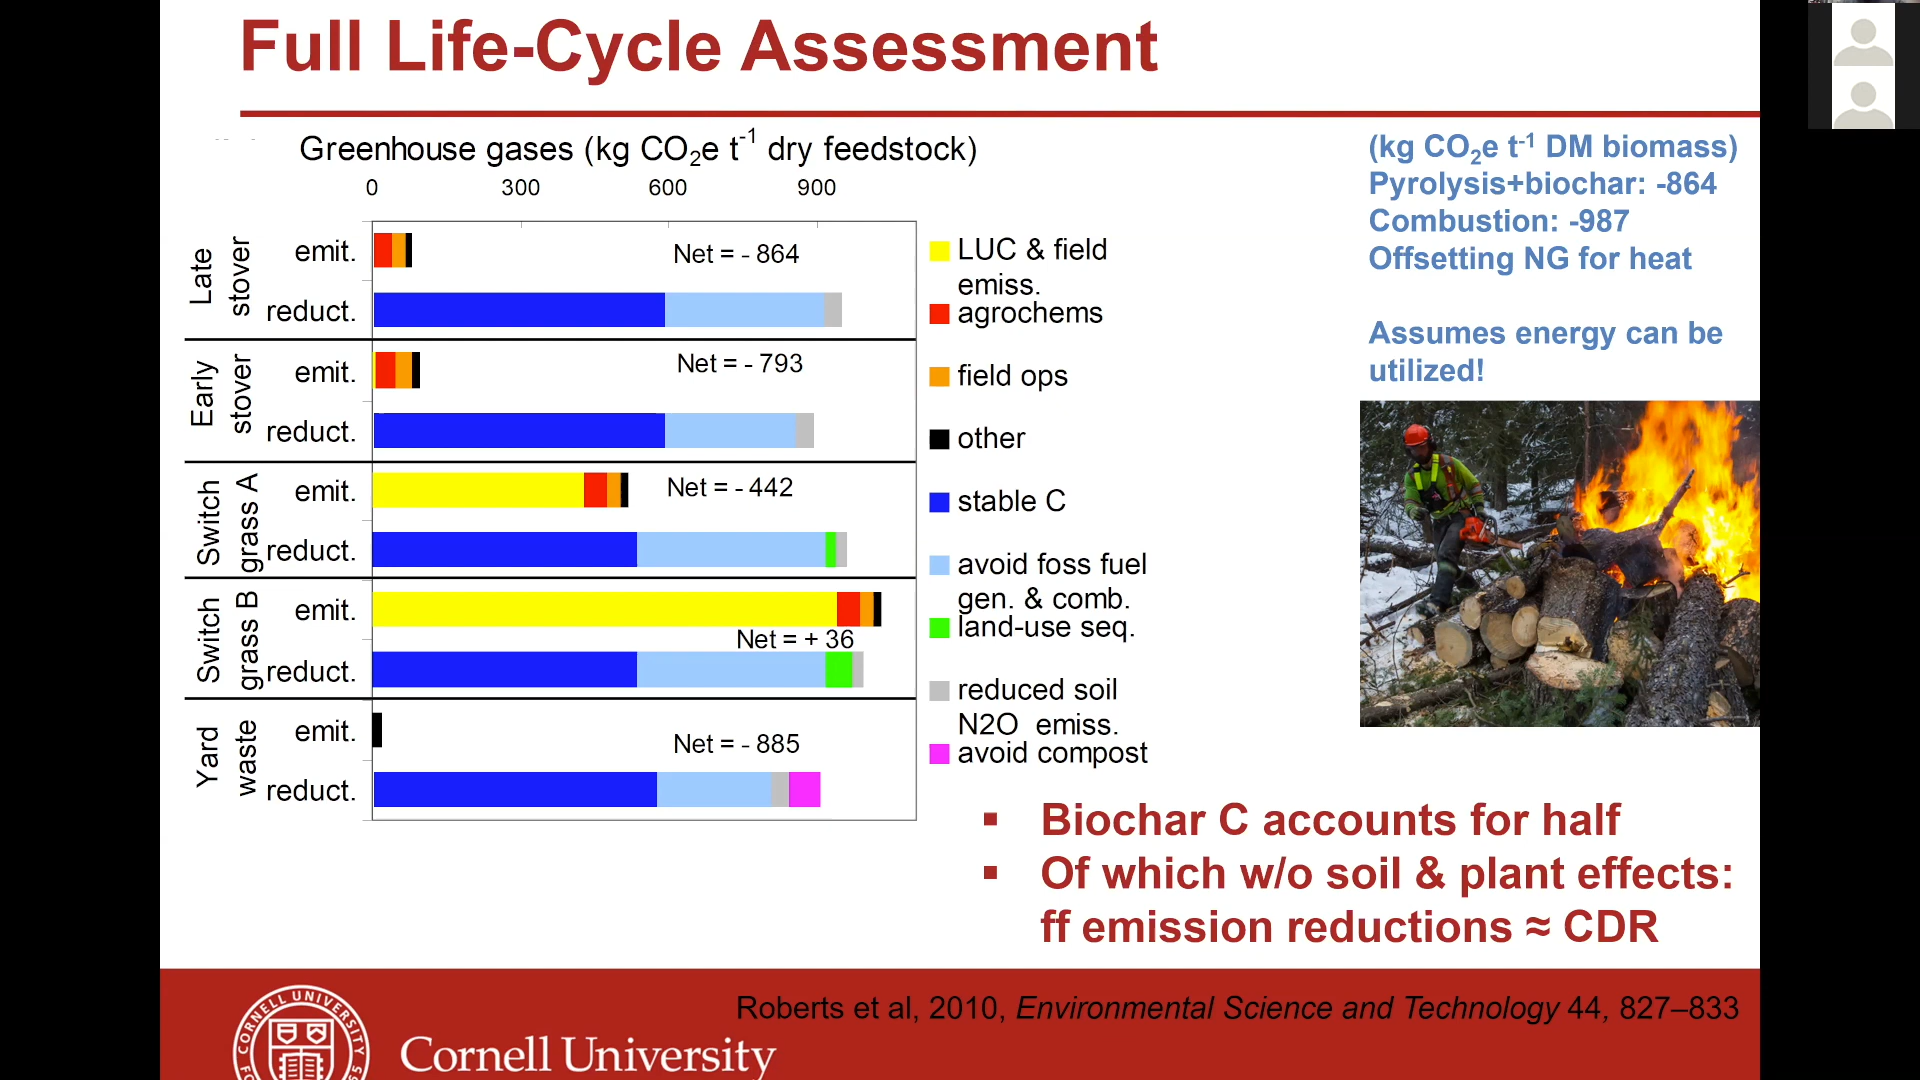 Full Life-Cycle Assessment
Greenhouse gases (kg CO2e t-1 dry feedstock)
0 300 600 900
Late stover
emit.
Net = - 864
reduct.
Early stover
emit.
Net = - 793
reduct.
Switch grass A
emit.
Net = - 442
reduct.
Switch grass B
emit.
Net = + 36
reduct.
Yard waste
emit.
Net = - 885
reduct.
LUC & field
emiss.
agrochems
field ops
other
stable C
avoid foss fuel
gen. & comb.
land-use seq.
reduced soil
N2O emiss.
avoid compost
(kg CO2e t-1 DM biomass)
Pyrolysis+biochar: -864
Combustion: -987
Offsetting NG for heat
Assumes energy can be
utilized!
▪ Biochar C accounts for half
▪ Of which w/o soil & plant effects:
ff emission reductions ≈ CDR
Roberts et al, 2010, Environmental Science and Technology 44, 827–833
CORNELL UNIVERSITY
Cornell University